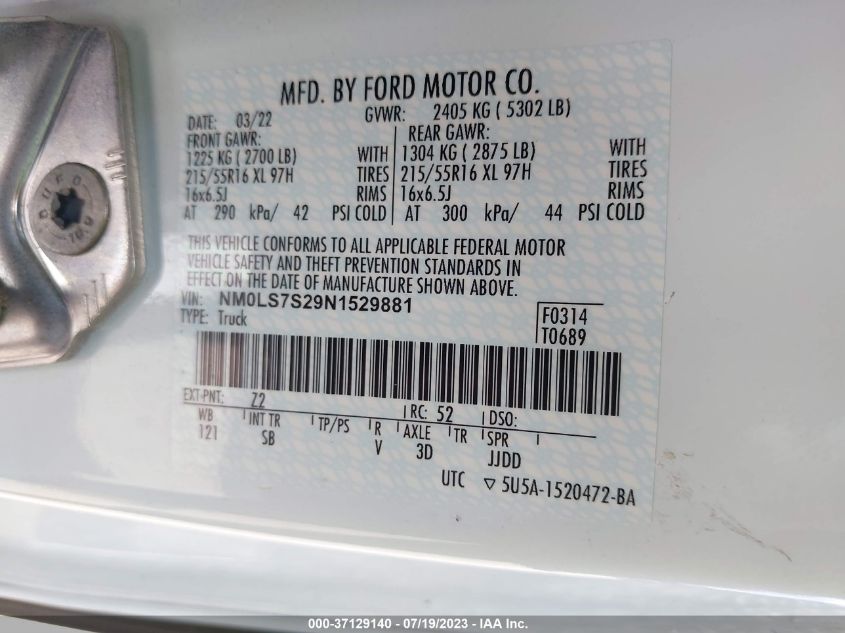 MFD. BY FORD MOTOR CO.
DATE: 03/22 GVWR: 2405 KG ( 5302 LB)
FRONT GAWR: REAR GAWR:
1225 KG ( 2700 LB) WITH 1304 KG ( 2875 LB) WITH
215/55R16 XL 97H TIRES 215/55R16 XL 97H TIRES
16x6.5J RIMS 16x6.5J RIMS
AT 290 kPa/ 42 PSI COLD AT 300 kPa/ 44 PSI COLD
THIS VEHICLE CONFORMS TO ALL APPLICABLE FEDERAL MOTOR
VEHICLE SAFETY AND THEFT PREVENTION STANDARDS IN
EFFECT ON THE DATE OF MANUFACTURE SHOWN ABOVE.
VIN: NM0LS7S29N1529881
TYPE: Truck
F0314
T0689
EXT-PNT: Z2 RC: 52 DSO:
WB INT TR TP/PS R AXLE TR SPR
121 SB V 3D JJDD
UTC ▽ 5U5A-1520472-BA
000-37129140 - 07/19/2023 - IAA Inc.